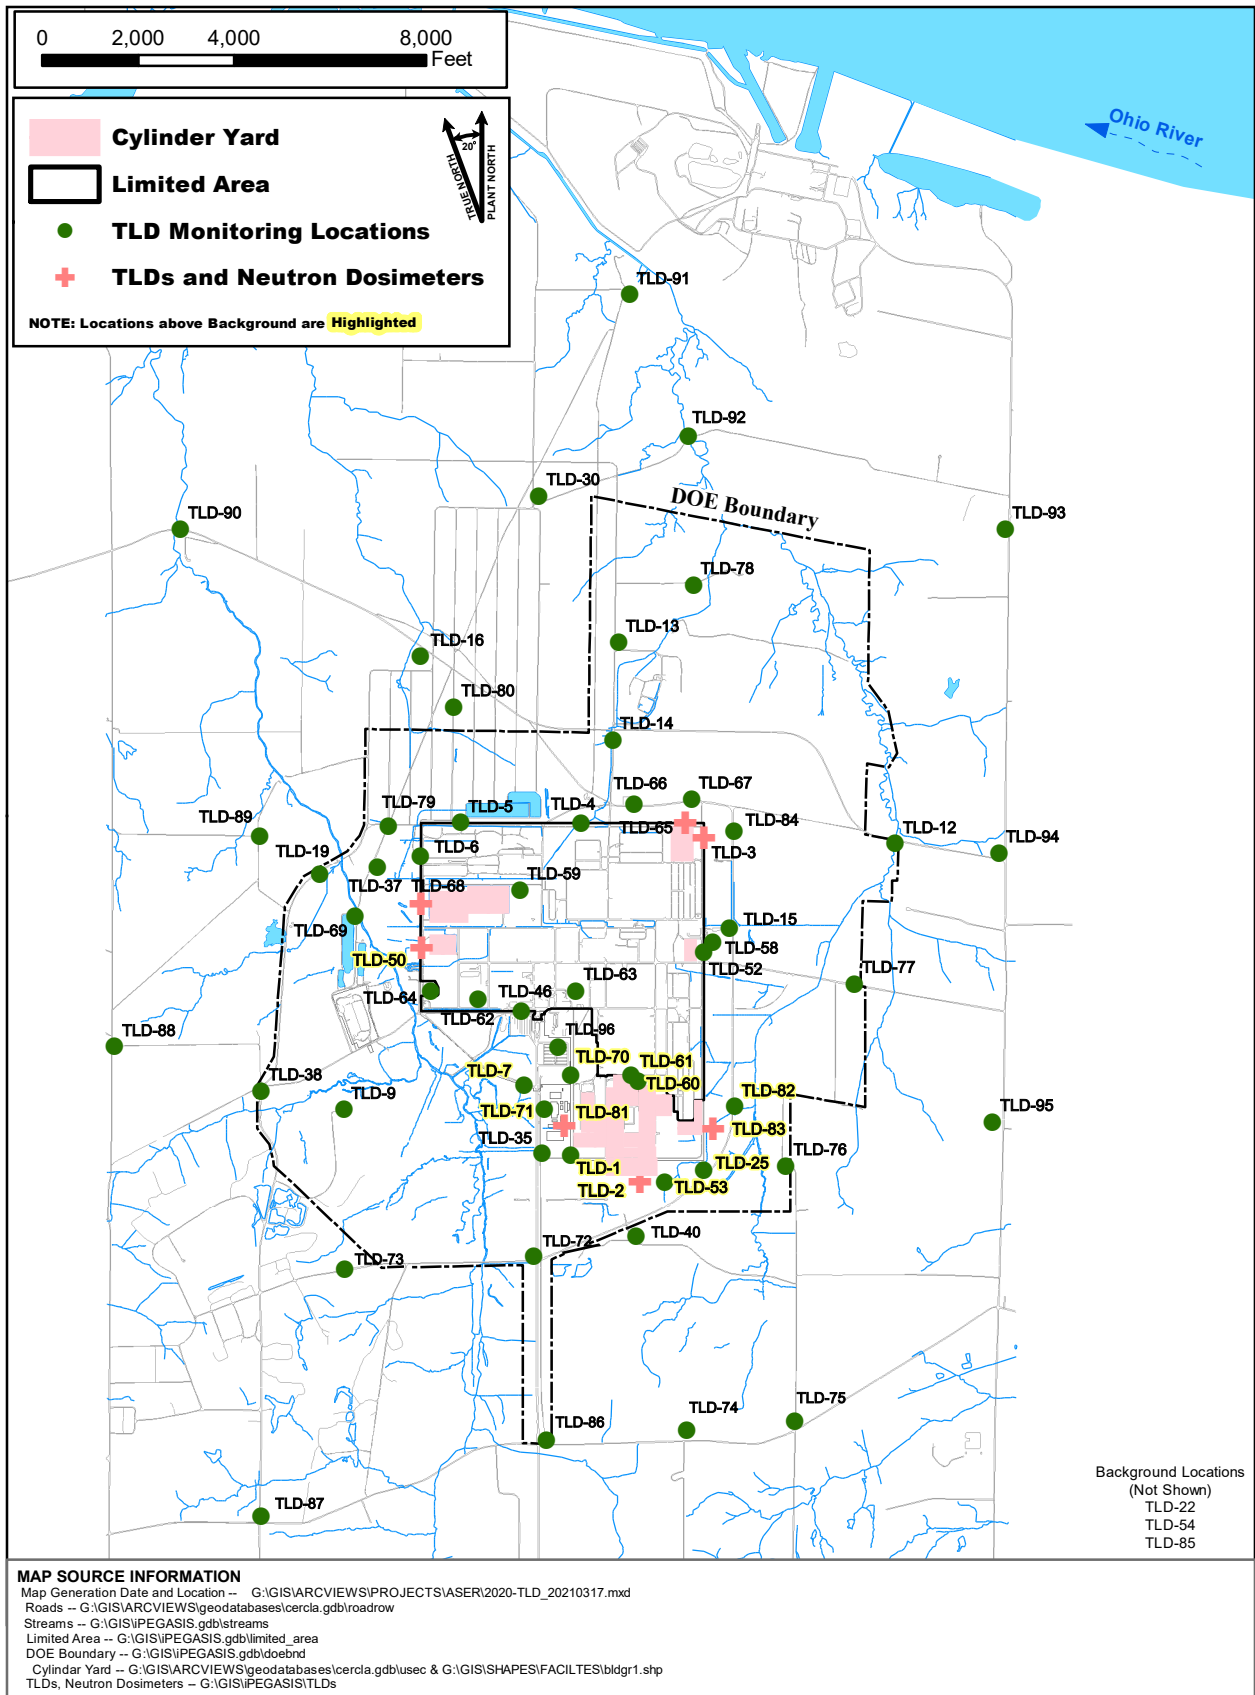 0 2,000 4,000 8,000
Feet
Cylinder Yard
Limited Area
TLD Monitoring Locations
TLDs and Neutron Dosimeters
NOTE: Locations above Background are Highlighted
20°
TRUE NORTH
PLANT NORTH
Ohio River
TLD-91
TLD-92
TLD-30
DOE Boundary
TLD-90
TLD-93
TLD-78
TLD-13
TLD-16
TLD-80
TLD-14
TLD-66
TLD-67
TLD-79
TLD-5
TLD-4
TLD-65
TLD-84
TLD-89
TLD-12
TLD-94
TLD-19
TLD-6
TLD-3
TLD-37
TLD-68
TLD-59
TLD-69
TLD-15
TLD-58
TLD-50
TLD-52
TLD-63
TLD-77
TLD-64
TLD-46
TLD-62
TLD-88
TLD-96
TLD-70
TLD-61
TLD-7
TLD-60
TLD-38
TLD-9
TLD-71
TLD-81
TLD-82
TLD-83
TLD-95
TLD-35
TLD-1
TLD-25
TLD-76
TLD-2
TLD-53
TLD-40
TLD-72
TLD-73
TLD-75
TLD-74
TLD-86
TLD-87
Background Locations
(Not Shown)
TLD-22
TLD-54
TLD-85
MAP SOURCE INFORMATION
Map Generation Date and Location -- G:\GIS\ARCVIEWS\PROJECTS\ASER\2020-TLD_20210317.mxd
Roads -- G:\GIS\ARCVIEWS\geodatabases\cercla.gdb\roadrow
Streams -- G:\GIS\iPEGASIS.gdb\streams
Limited Area -- G:\GIS\iPEGASIS.gdb\limited_area
DOE Boundary -- G:\GIS\iPEGASIS.gdb\doebnd
Cylindar Yard -- G:\GIS\ARCVIEWS\geodatabases\cercla.gdb\usec & G:\GIS\SHAPES\FACILTES\bldgr1.shp
TLDs, Neutron Dosimeters -- G:\GIS\iPEGASIS\TLDs